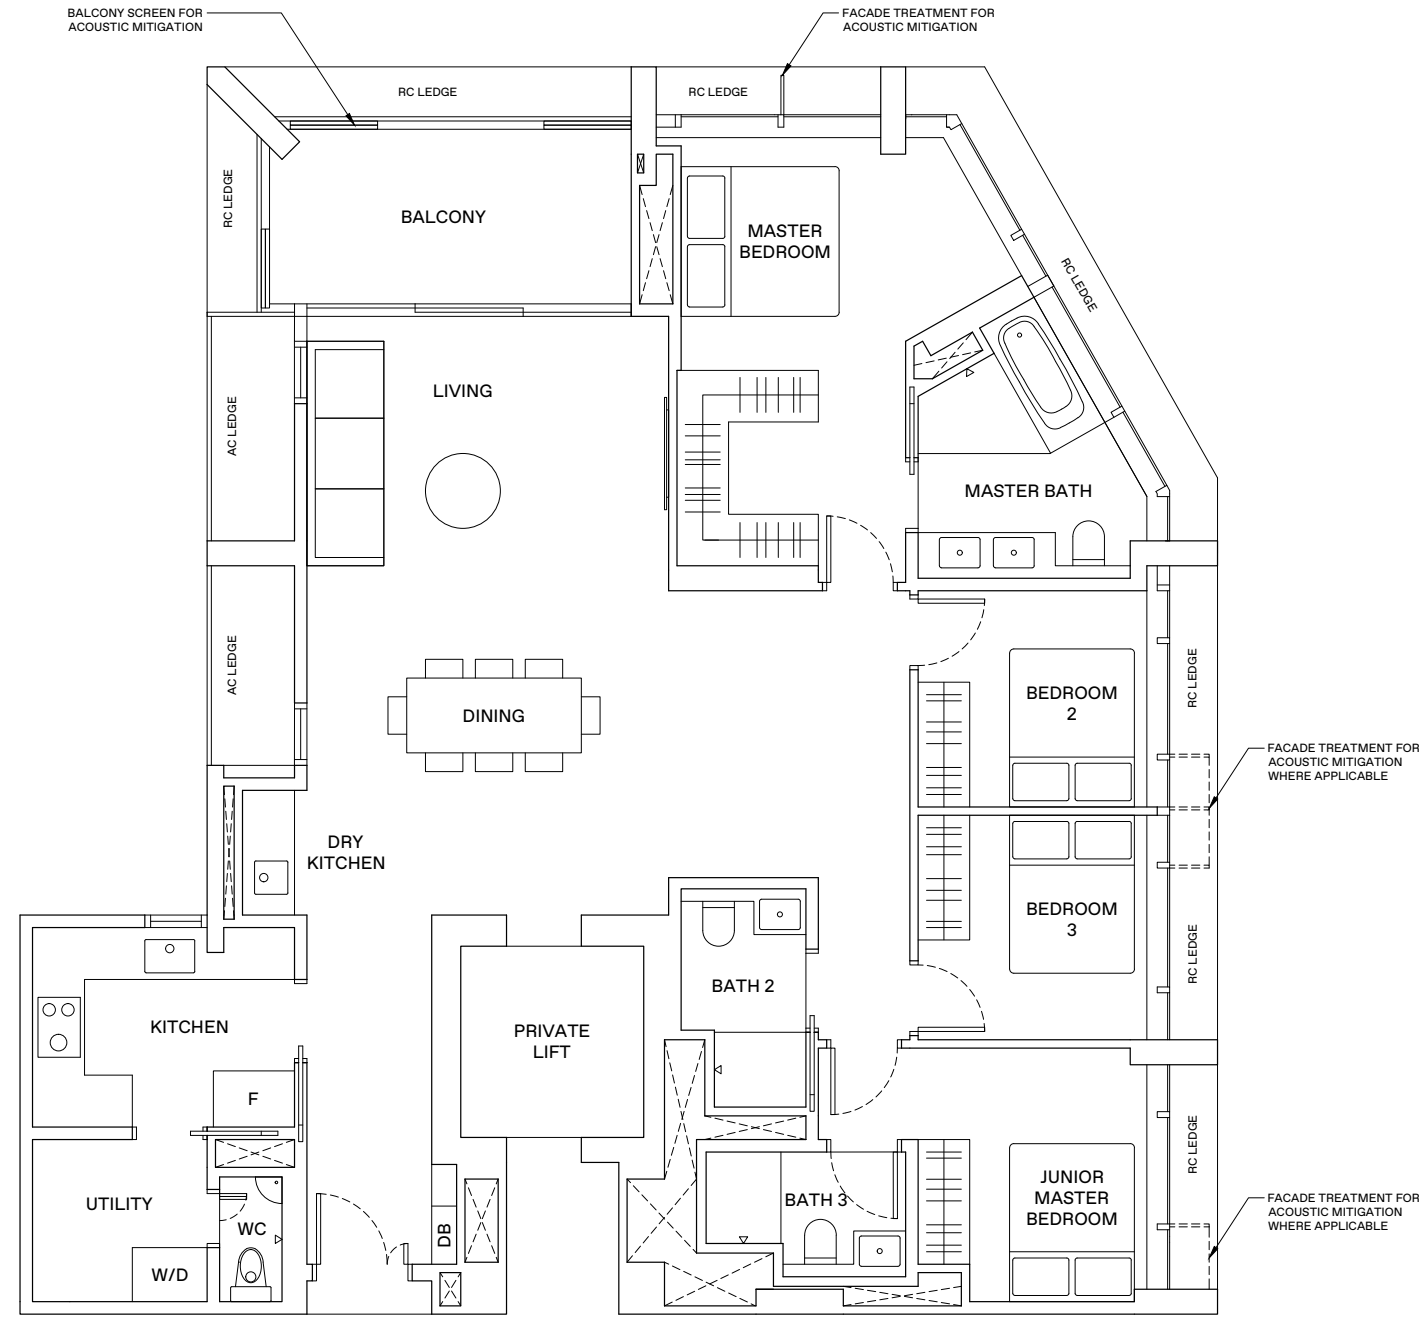 BALCONY SCREEN FOR
ACOUSTIC MITIGATION
FACADE TREATMENT FOR
ACOUSTIC MITIGATION
RC LEDGE
RC LEDGE
RC LEDGE
BALCONY
MASTER
BEDROOM
RC LEDGE
LIVING
AC LEDGE
MASTER BATH
AC LEDGE
DINING
BEDROOM
2
RC LEDGE
FACADE TREATMENT FOR
ACOUSTIC MITIGATION
WHERE APPLICABLE
DRY
KITCHEN
BEDROOM
3
RC LEDGE
BATH 2
KITCHEN
PRIVATE
LIFT
F
RC LEDGE
UTILITY
WC
DB
BATH 3
JUNIOR
MASTER
BEDROOM
FACADE TREATMENT FOR
ACOUSTIC MITIGATION
WHERE APPLICABLE
W/D